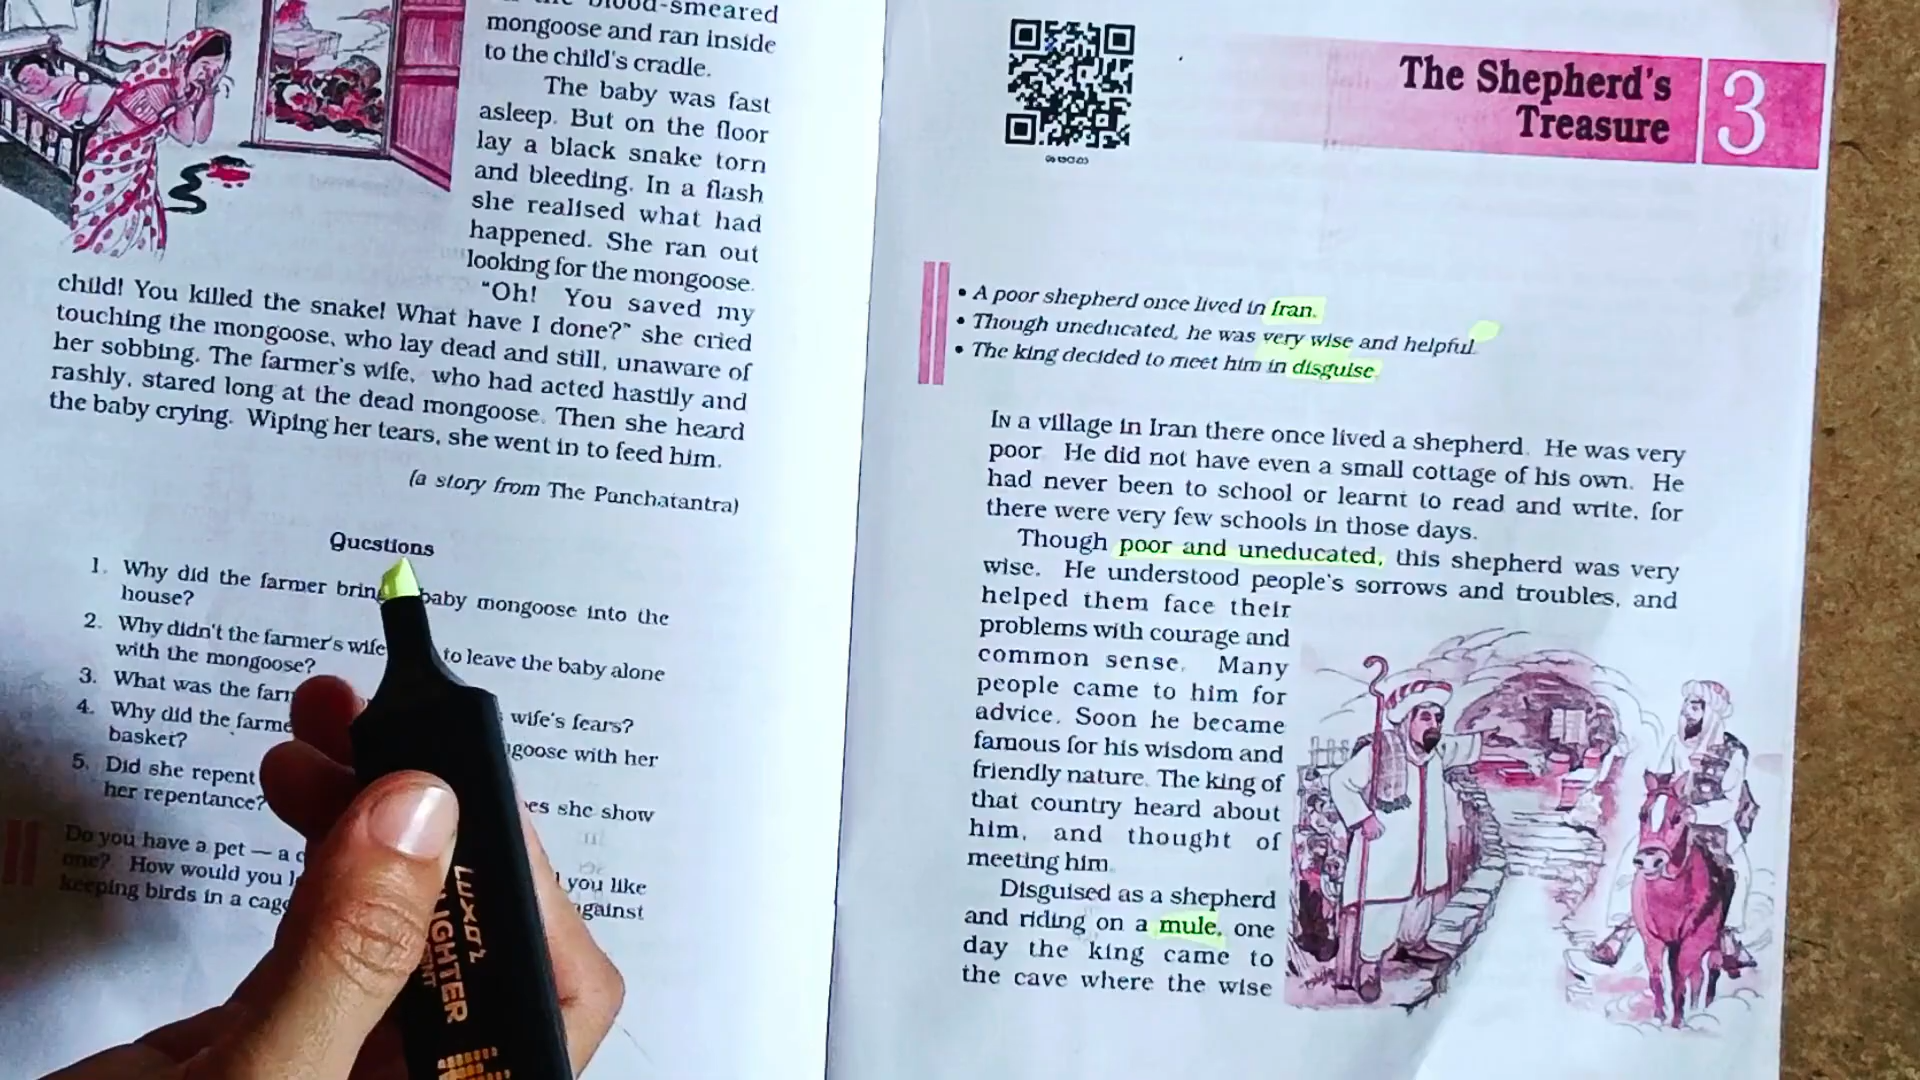 blood-smeared
mongoose and ran inside
to the child's cradle.
The baby was fast
asleep. But on the floor
lay a black snake torn
and bleeding. In a flash
she realised what had
happened. She ran out
looking for the mongoose.
"Oh! You saved my
child! You killed the snake! What have I done?" she cried
touching the mongoose, who lay dead and still, unaware of
her sobbing. The farmer's wife, who had acted hastily and
rashly, stared long at the dead mongoose. Then she heard
the baby crying. Wiping her tears, she went in to feed him.
(a story from The Panchatantra)
Questions
1. Why did the farmer bring baby mongoose into the
house?
2. Why didn't the farmer's wife to leave the baby alone
with the mongoose?
3. What was the wife's fears?
4. Why did the with her
basket?
5. Did she repent she show
her repentance?
Do you have a pet — a
one? How would you you like
keeping birds in a
The Shepherd's
Treasure
3
• A poor shepherd once lived in Iran.
• Though uneducated, he was very wise and helpful.
• The king decided to meet him in disguise.
IN a village in Iran there once lived a shepherd. He was very
poor. He did not have even a small cottage of his own. He
had never been to school or learnt to read and write, for
there were very few schools in those days.
Though poor and uneducated, this shepherd was very
wise. He understood people's sorrows and troubles, and
helped them face their
problems with courage and
common sense. Many
people came to him for
advice. Soon he became
famous for his wisdom and
friendly nature. The king of
that country heard about
him, and thought of
meeting him.
Disguised as a shepherd
and riding on a mule, one
day the king came to
the cave where the wise
LUXOR